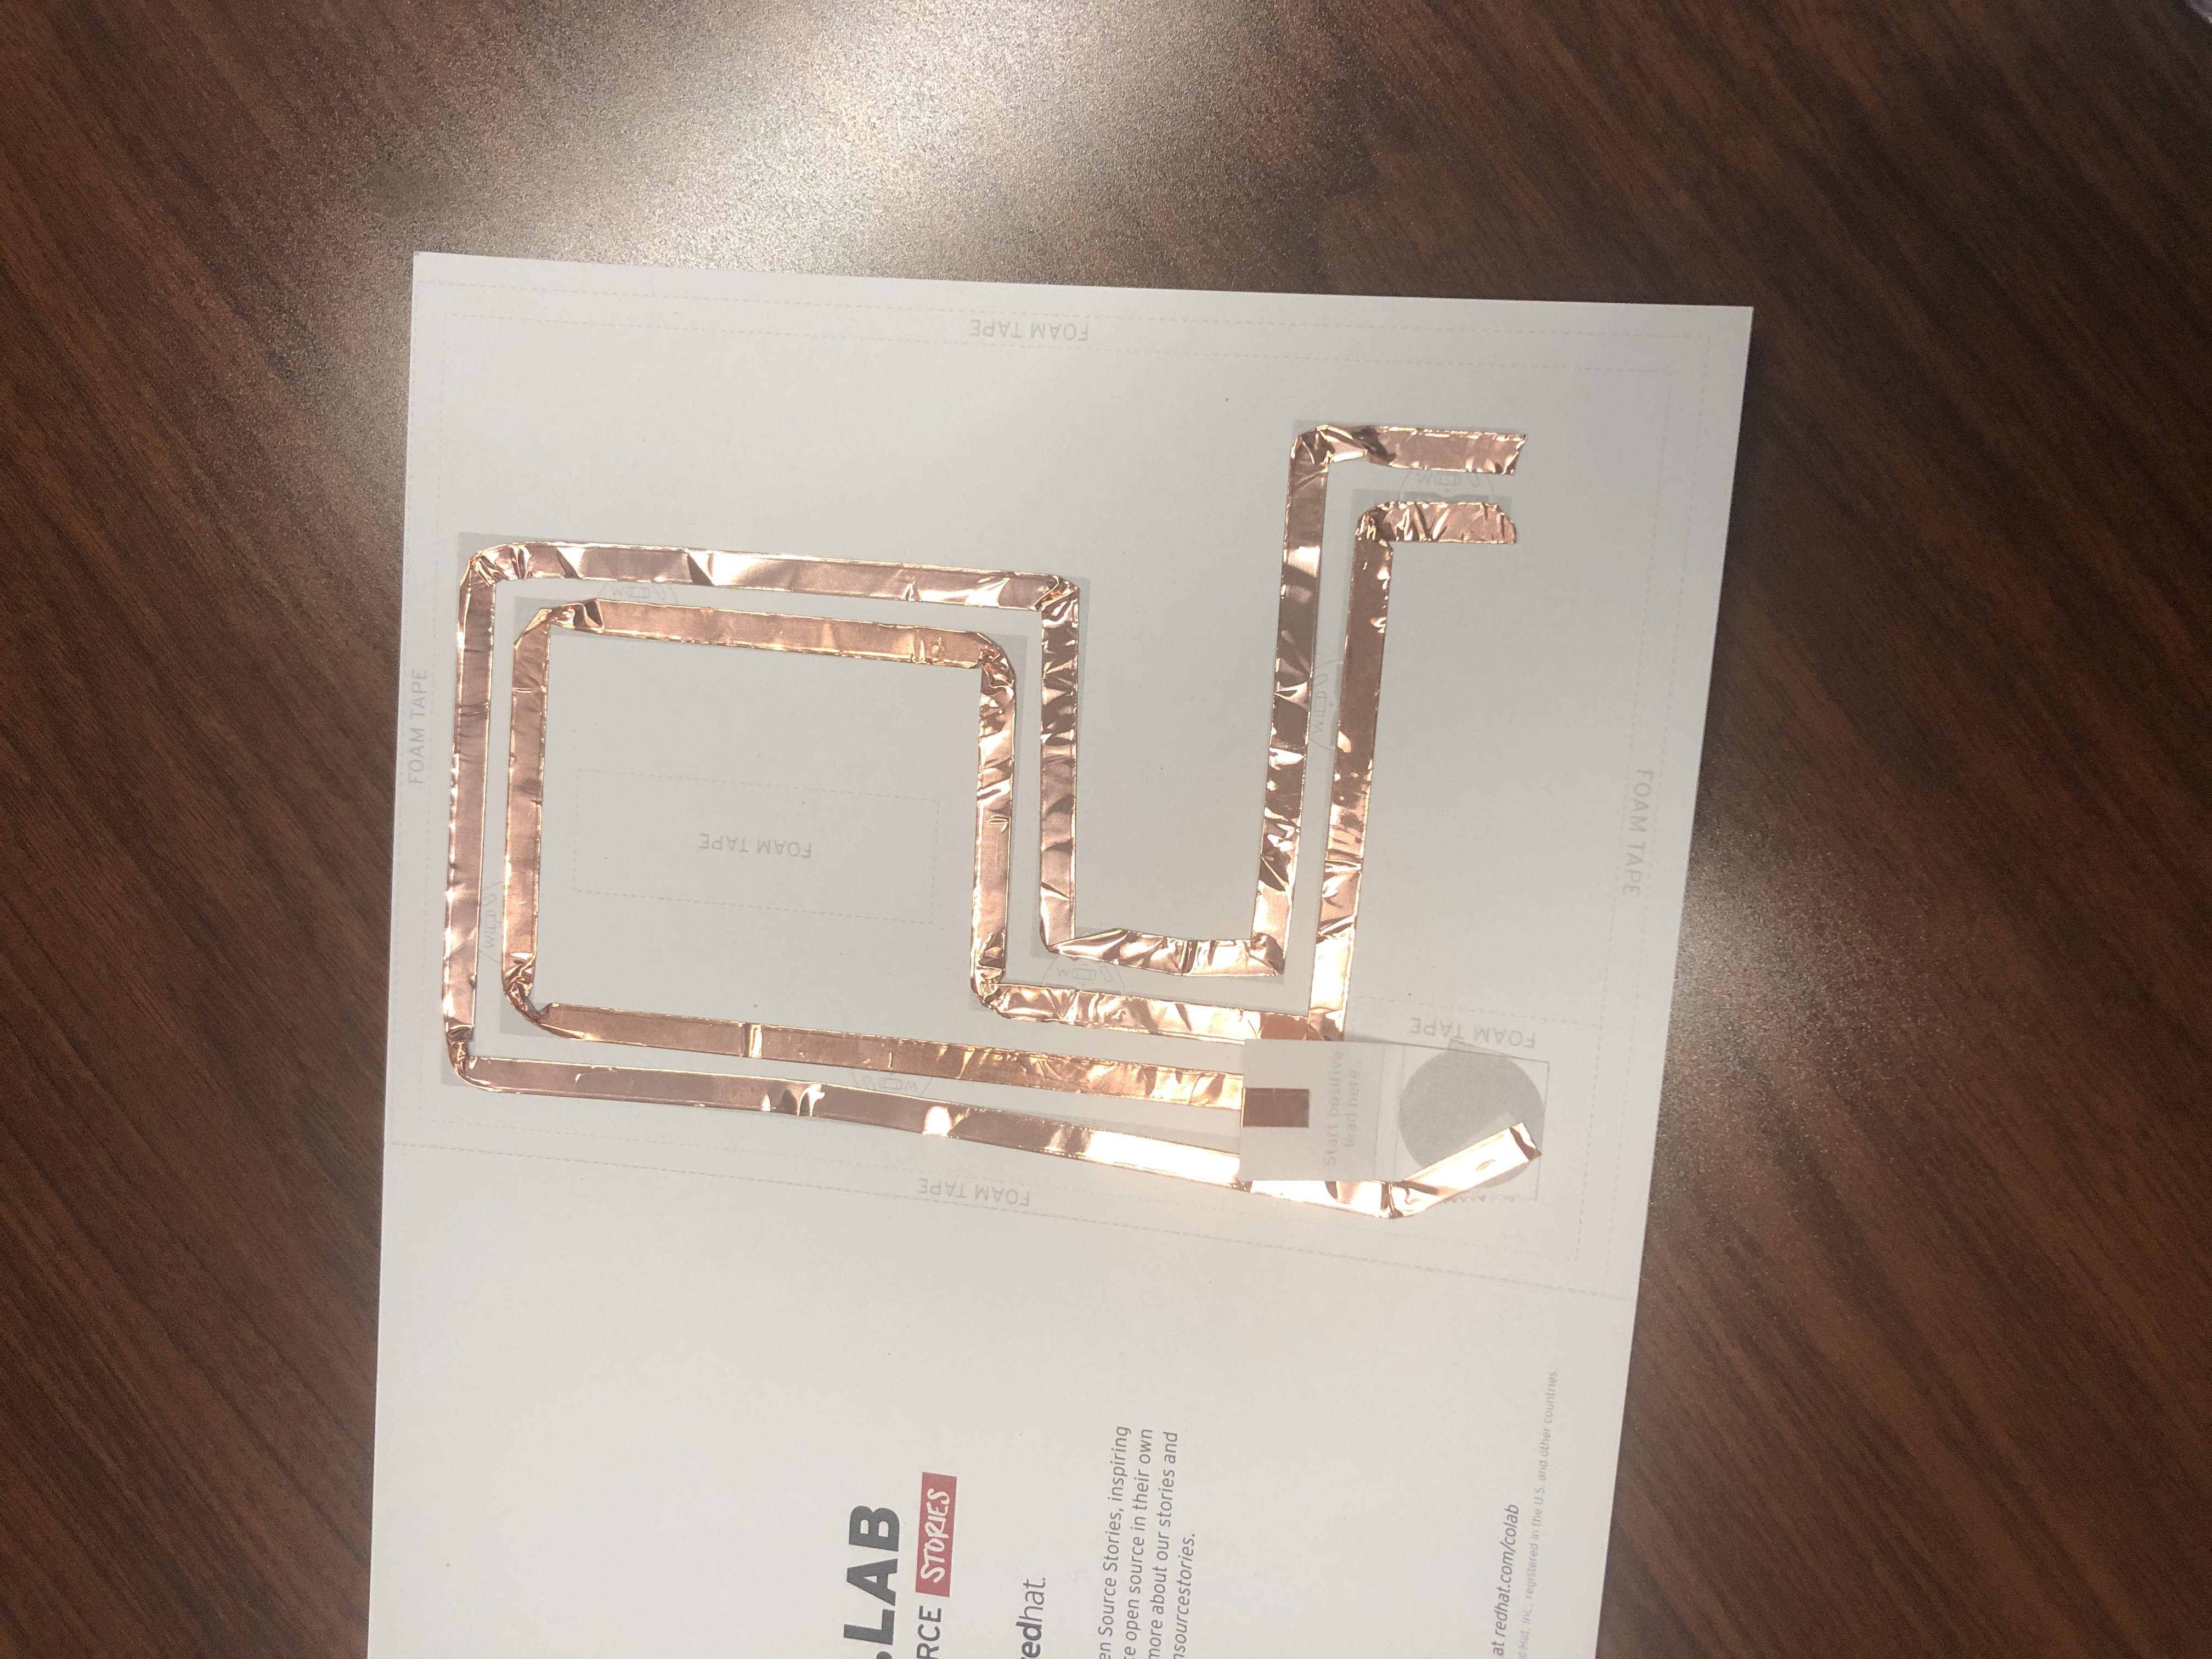 .LAB
RCE STORIES
redhat.
en Source Stories, inspiring
ce open source in their own
more about our stories and
nsourcestories.
at redhat.com/colab
d Hat, Inc., registered in the U.S. and other countries.
FOAM TAPE
FOAM TAPE
FOAM TAPE
FOAM TAPE
Start positive
lead here
FOAM TAPE
FOAM TAPE